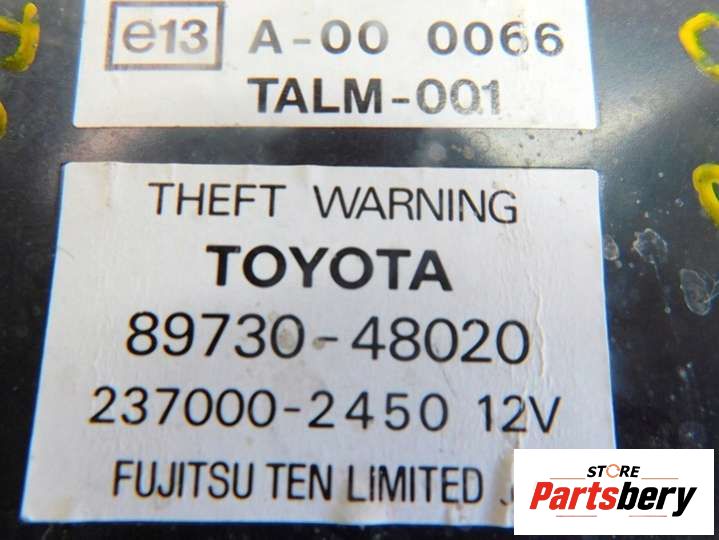 e13 A-00 0066
TALM-001
THEFT WARNING
TOYOTA
89730-48020
237000-2450 12V
FUJITSU TEN LIMITED
STORE
Partsbery